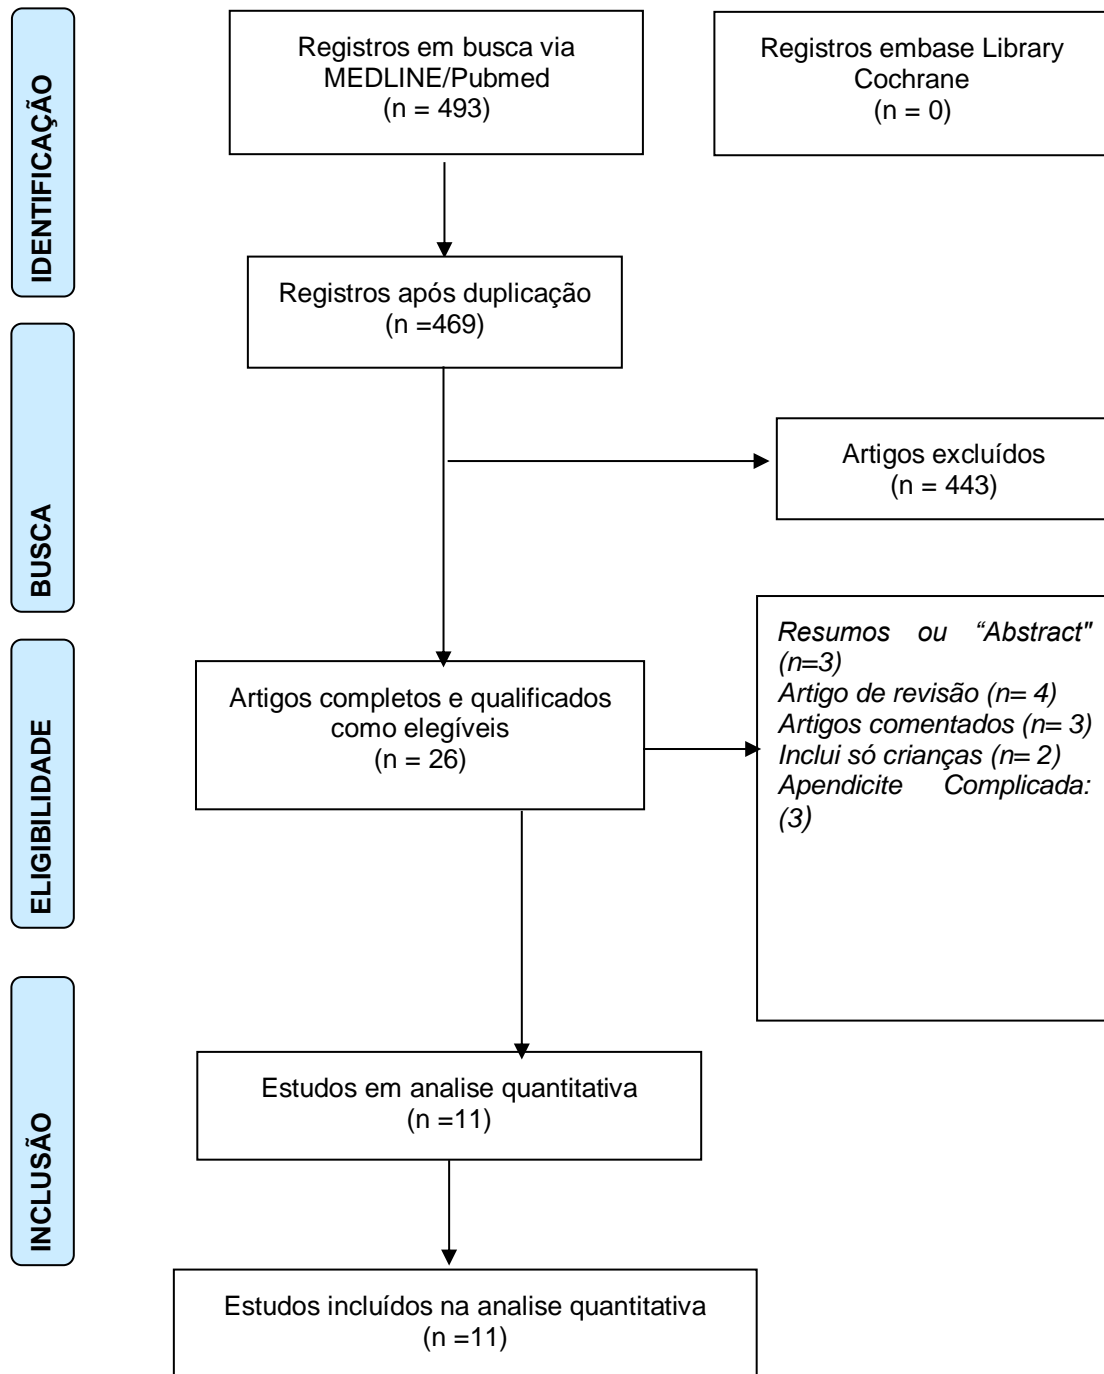 IDENTIFICAÇÃO
Registros em busca via
MEDLINE/Pubmed
(n = 493)
Registros embase Library
Cochrane
(n = 0)
Registros após duplicação
(n =469)
BUSCA
Artigos excluídos
(n = 443)
ELIGIBILIDADE
Artigos completos e qualificados
como elegíveis
(n = 26)
Resumos ou “Abstract"
(n=3)
Artigo de revisão (n= 4)
Artigos comentados (n= 3)
Inclui só crianças (n= 2)
Apendicite Complicada:
(3)
INCLUSÃO
Estudos em analise quantitativa
(n =11)
Estudos incluídos na analise quantitativa
(n =11)